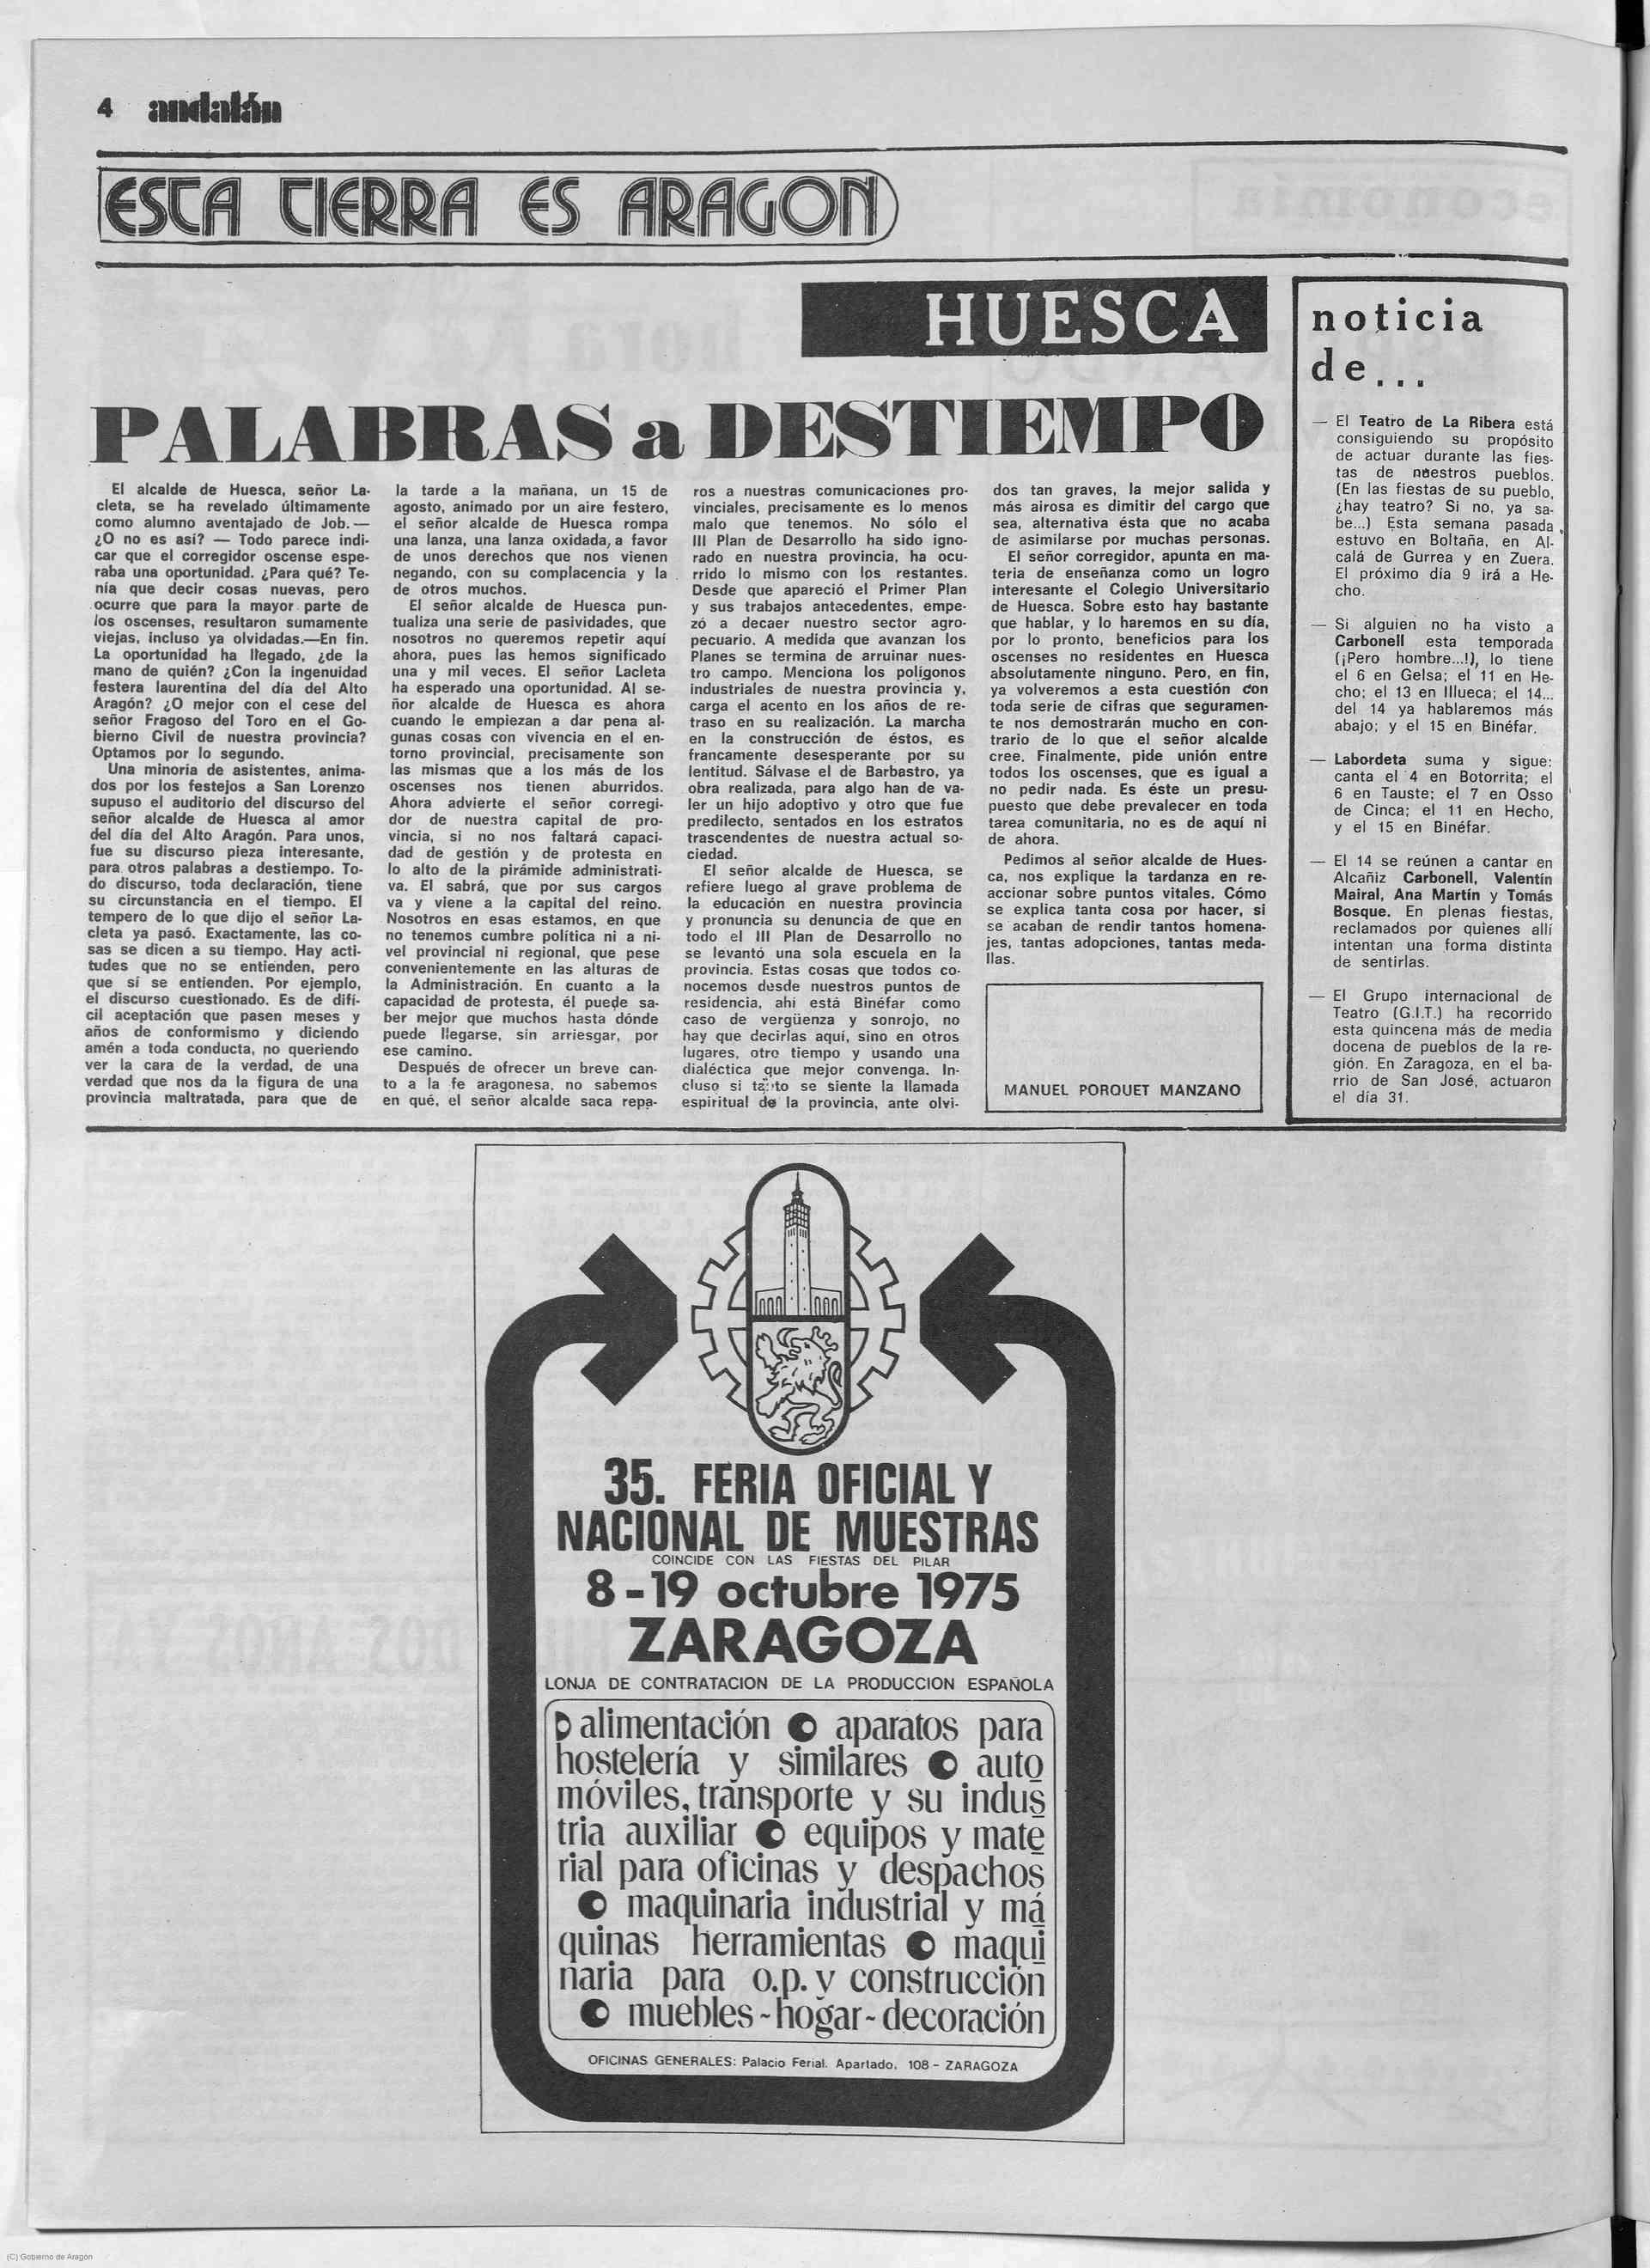 4 andalán
ESTA TIERRA ES ARAGON
HUESCA
PALABRAS a DESTIEMPO
El alcalde de Huesca, señor La-
cleta, se ha revelado últimamente
como alumno aventajado de Job.—
¿O no es así? — Todo parece indi-
car que el corregidor oscense espe-
raba una oportunidad. ¿Para qué? Te-
nía que decir cosas nuevas, pero
ocurre que para la mayor parte de
los oscenses, resultaron sumamente
viejas, incluso ya olvidadas.—En fin.
La oportunidad ha llegado, ¿de la
mano de quién? ¿Con la ingenuidad
festera laurentina del día del Alto
Aragón? ¿O mejor con el cese del
señor Fragoso del Toro en el Go-
bierno Civil de nuestra provincia?
Optamos por lo segundo.
Una minoría de asistentes, anima-
dos por los festejos a San Lorenzo
supuso el auditorio del discurso del
señor alcalde de Huesca al amor
del día del Alto Aragón. Para unos,
fue su discurso pieza interesante,
para otros palabras a destiempo. To-
do discurso, toda declaración, tiene
su circunstancia en el tiempo. El
tempero de lo que dijo el señor La-
cleta ya pasó. Exactamente, las co-
sas se dicen a su tiempo. Hay acti-
tudes que no se entienden, pero
que sí se entienden. Por ejemplo,
el discurso cuestionado. Es de difí-
cil aceptación que pasen meses y
años de conformismo y diciendo
amén a toda conducta, no queriendo
ver la cara de la verdad, de una
verdad que nos da la figura de una
provincia maltratada, para que de
la tarde a la mañana, un 15 de
agosto, animado por un aire festero,
el señor alcalde de Huesca rompa
una lanza, una lanza oxidada, a favor
de unos derechos que nos vienen
negando, con su complacencia y la
de otros muchos.
El señor alcalde de Huesca pun-
tualiza una serie de pasividades, que
nosotros no queremos repetir aquí
ahora, pues las hemos significado
una y mil veces. El señor Lacleta
ha esperado una oportunidad. Al se-
ñor alcalde de Huesca es ahora
cuando le empiezan a dar pena al-
gunas cosas con vivencia en el en-
torno provincial, precisamente son
las mismas que a los más de los
oscenses nos tienen aburridos.
Ahora advierte el señor corregi-
dor de nuestra capital de pro-
vincia, si no nos faltará capaci-
dad de gestión y de protesta en
lo alto de la pirámide administrati-
va. El sabrá, que por sus cargos
va y viene a la capital del reino.
Nosotros en esas estamos, en que
no tenemos cumbre política ni a ni-
vel provincial ni regional, que pese
convenientemente en las alturas de
la Administración. En cuanto a la
capacidad de protesta, él puede sa-
ber mejor que muchos hasta dónde
puede llegarse, sin arriesgar, por
ese camino.
Después de ofrecer un breve can-
to a la fe aragonesa, no sabemos
en qué, el señor alcalde saca repa-
ros a nuestras comunicaciones pro-
vinciales, precisamente es lo menos
malo que tenemos. No sólo el
III Plan de Desarrollo ha sido igno-
rado en nuestra provincia, ha ocu-
rrido lo mismo con los restantes.
Desde que apareció el Primer Plan
y sus trabajos antecedentes, empe-
zó a decaer nuestro sector agro-
pecuario. A medida que avanzan los
Planes se termina de arruinar nues-
tro campo. Menciona los polígonos
industriales de nuestra provincia y,
carga el acento en los años de re-
traso en su realización. La marcha
en la construcción de éstos, es
francamente desesperante por su
lentitud. Sálvase el de Barbastro, ya
obra realizada, para algo han de va-
ler un hijo adoptivo y otro que fue
predilecto, sentados en los estratos
trascendentes de nuestra actual so-
ciedad.
El señor alcalde de Huesca, se
refiere luego al grave problema de
la educación en nuestra provincia
y pronuncia su denuncia de que en
todo el III Plan de Desarrollo no
se levantó una sola escuela en la
provincia. Estas cosas que todos co-
nocemos desde nuestros puntos de
residencia, ahí está Binéfar como
caso de vergüenza y sonrojo, no
hay que decirlas aquí, sino en otros
lugares, otro tiempo y usando una
dialéctica que mejor convenga. In-
cluso si tanto se siente la llamada
espiritual de la provincia, ante olvi-
dos tan graves, la mejor salida y
más airosa es dimitir del cargo que
sea, alternativa ésta que no acaba
de asimilarse por muchas personas.
El señor corregidor, apunta en ma-
teria de enseñanza como un logro
interesante el Colegio Universitario
de Huesca. Sobre esto hay bastante
que hablar, y lo haremos en su día,
por lo pronto, beneficios para los
oscenses no residentes en Huesca
absolutamente ninguno. Pero, en fin,
ya volveremos a esta cuestión con
toda serie de cifras que seguramen-
te nos demostrarán mucho en con-
trario de lo que el señor alcalde
cree. Finalmente, pide unión entre
todos los oscenses, que es igual a
no pedir nada. Es éste un presu-
puesto que debe prevalecer en toda
tarea comunitaria, no es de aquí ni
de ahora.
Pedimos al señor alcalde de Hues-
ca, nos explique la tardanza en re-
accionar sobre puntos vitales. Cómo
se explica tanta cosa por hacer, si
se acaban de rendir tantos homena-
jes, tantas adopciones, tantas meda-
llas.
MANUEL PORQUET MANZANO
noticia
de...
— El Teatro de La Ribera está
consiguiendo su propósito
de actuar durante las fies-
tas de nuestros pueblos.
(En las fiestas de su pueblo,
¿hay teatro? Si no, ya sa-
be...) Esta semana pasada
estuvo en Boltaña, en Al-
calá de Gurrea y en Zuera.
El próximo día 9 irá a He-
cho.
— Si alguien no ha visto a
Carbonell esta temporada
(¡Pero hombre...!), lo tiene
el 6 en Gelsa; el 11 en He-
cho; el 13 en Illueca; el 14...
del 14 ya hablaremos más
abajo; y el 15 en Binéfar.
— Labordeta suma y sigue:
canta el 4 en Botorrita; el
6 en Tauste; el 7 en Osso
de Cinca; el 11 en Hecho,
y el 15 en Binéfar.
— El 14 se reúnen a cantar en
Alcañiz Carbonell, Valentín
Mairal, Ana Martín y Tomás
Bosque. En plenas fiestas,
reclamados por quienes allí
intentan una forma distinta
de sentirlas.
— El Grupo internacional de
Teatro (G.I.T.) ha recorrido
esta quincena más de media
docena de pueblos de la re-
gión. En Zaragoza, en el ba-
rrio de San José, actuaron
el día 31.
35. FERIA OFICIAL Y
NACIONAL DE MUESTRAS
COINCIDE CON LAS FIESTAS DEL PILAR
8-19 octubre 1975
ZARAGOZA
LONJA DE CONTRATACION DE LA PRODUCCION ESPAÑOLA
alimentación ● aparatos para
hostelería y similares ● auto
móviles, transporte y su indus
tria auxiliar ● equipos y mate
rial para oficinas y despachos
● maquinaria industrial y má
quinas herramientas ● maqui
naria para o.p. y construcción
● muebles-hogar-decoración
OFICINAS GENERALES: Palacio Ferial. Apartado, 108 - ZARAGOZA
(C) Gobierno de Aragón